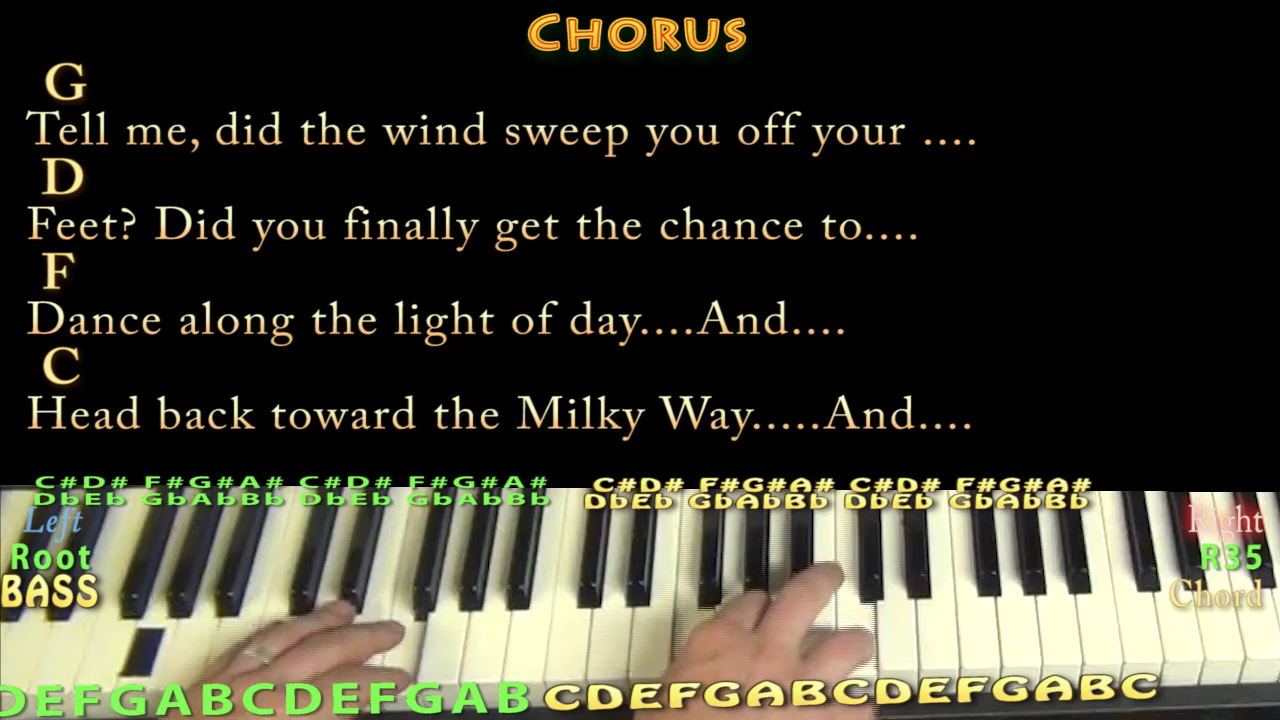 CHORUS
G
Tell me, did the wind sweep you off your ....
D
Feet? Did you finally get the chance to....
F
Dance along the light of day....And....
C
Head back toward the Milky Way.....And....
C#D# F#G#A# C#D# F#G#A# C#D# F#G#A# C#D# F#G#A#
DbEb GbAbBb DbEb GbAbBb DbEb GbAbBb DbEb GbAbBb
Left
Root
BASS
Right
R35
Chord
DEFGABCDEFGAB CDEFGABCDEFGABC